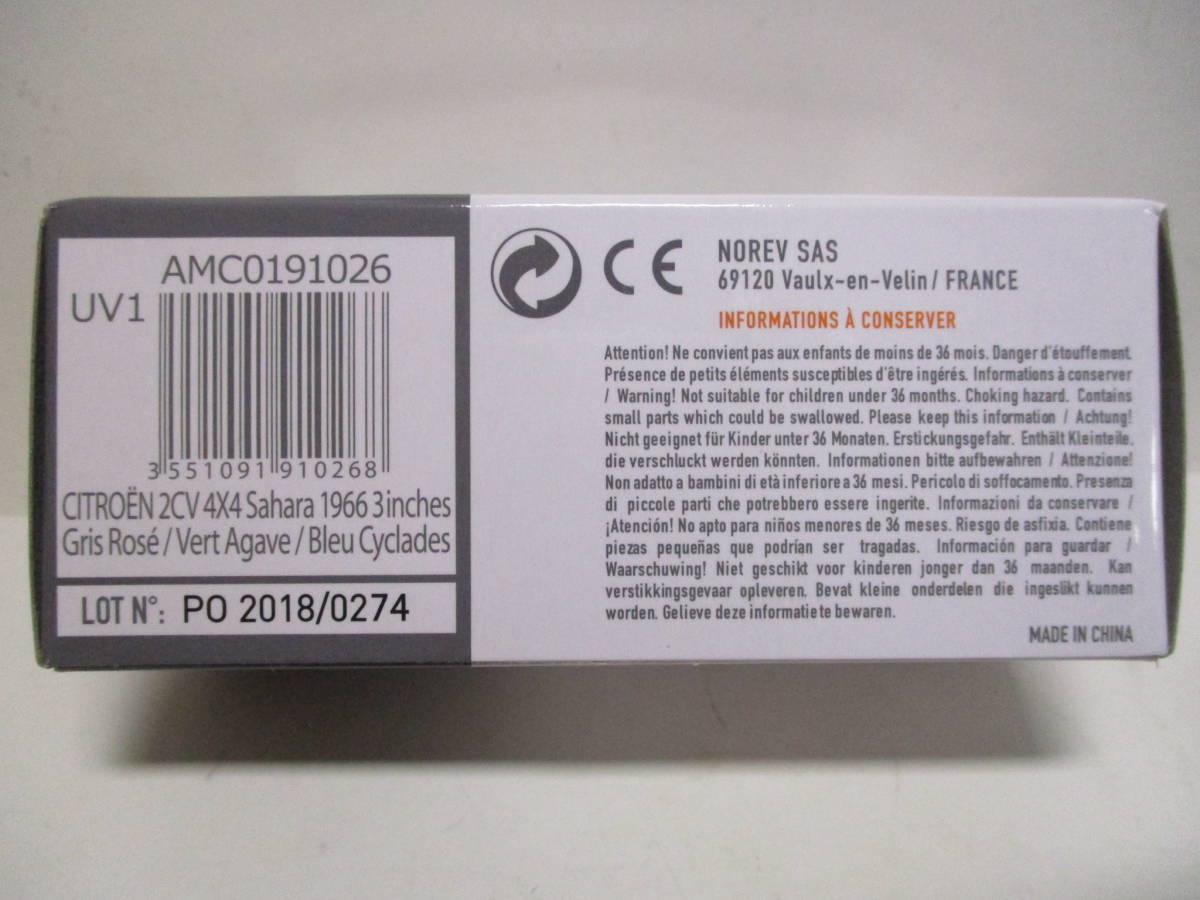 AMC0191026
UV1
3 551091 910268
CITROËN 2CV 4X4 Sahara 1966 3 inches
Gris Rosé / Vert Agave / Bleu Cyclades
LOT N°: PO 2018/0274
CE
NOREV SAS
69120 Vaulx-en-Velin / FRANCE
INFORMATIONS À CONSERVER
Attention! Ne convient pas aux enfants de moins de 36 mois. Danger d'étouffement.
Présence de petits éléments susceptibles d'être ingérés. Informations à conserver
/ Warning! Not suitable for children under 36 months. Choking hazard. Contains
small parts which could be swallowed. Please keep this information / Achtung!
Nicht geeignet für Kinder unter 36 Monaten. Erstickungsgefahr. Enthält Kleinteile,
die verschluckt werden könnten. Informationen bitte aufbewahren / Attenzione!
Non adatto a bambini di età inferiore a 36 mesi. Pericolo di soffocamento. Presenza
di piccole parti che potrebbero essere ingerite. Informazioni da conservare /
¡Atención! No apto para niños menores de 36 meses. Riesgo de asfixia. Contiene
piezas pequeñas que podrían ser tragadas. Información para guardar /
Waarschuwing! Niet geschikt voor kinderen jonger dan 36 maanden. Kan
verstikkingsgevaar opleveren. Bevat kleine onderdelen die ingeslikt kunnen
worden. Gelieve deze informatie te bewaren.
MADE IN CHINA